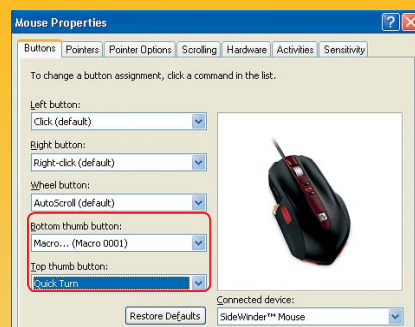 Mouse Properties
Buttons Pointers Pointer Options Scrolling Hardware Activities Sensitivity
To change a button assignment, click a command in the list.
Left button:
Click (default)
Right button:
Right-click (default)
Wheel button:
AutoScroll (default)
Bottom thumb button:
Macro... (Macro 0001)
Top thumb button:
Quick Turn
Restore Defaults
Connected device:
SideWinder™ Mouse